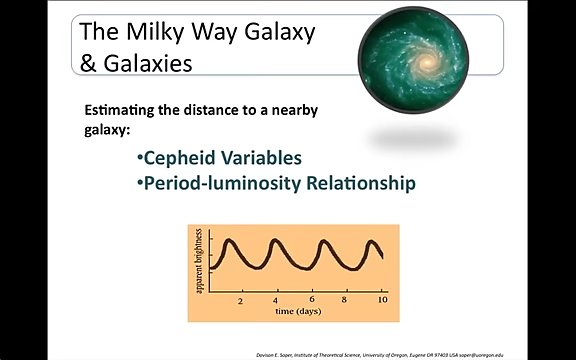 The Milky Way Galaxy
& Galaxies
Estimating the distance to a nearby
galaxy:
•Cepheid Variables
•Period-luminosity Relationship
apparent brightness
2 4 6 8 10
time (days)
Davison E. Soper, Institute of Theoretical Science, University of Oregon, Eugene OR 97403 USA soper@uoregon.edu